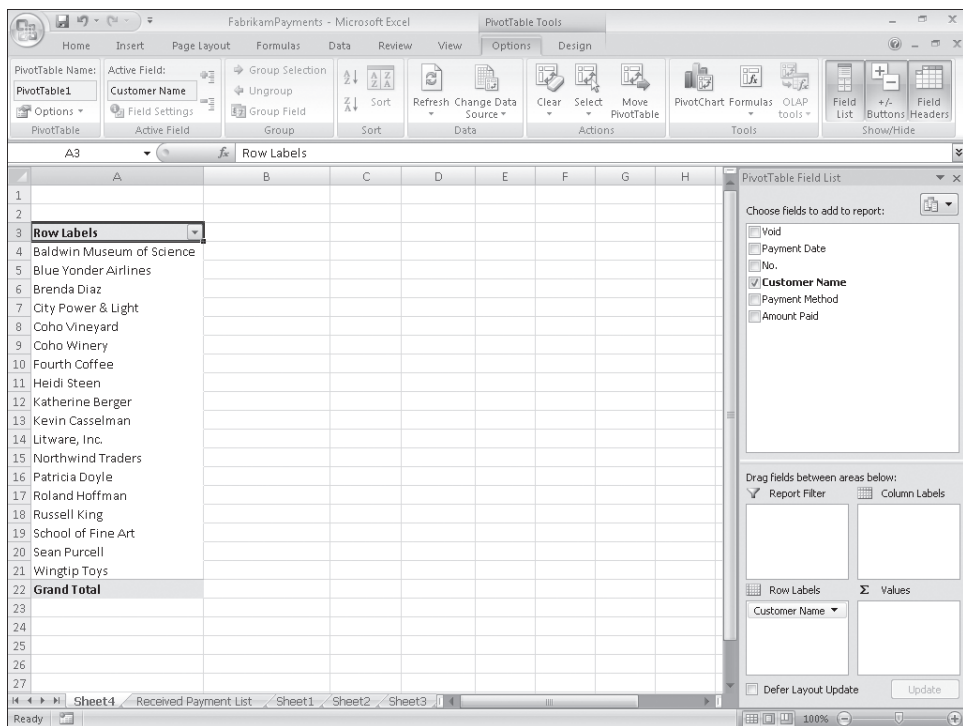 FabrikamPayments - Microsoft Excel
PivotTable Tools
Home Insert Page Layout Formulas Data Review View Options Design
PivotTable Name:
PivotTable1
Options
PivotTable
Active Field:
Customer Name
Field Settings
Active Field
Group Selection
Ungroup
Group Field
Group
Sort
Sort
Refresh
Change Data Source
Data
Clear
Select
Move PivotTable
Actions
PivotChart
Formulas
OLAP tools
Tools
Field List
+/- Buttons
Field Headers
Show/Hide
A3
fx Row Labels
A B C D E F G H
1
2
3 Row Labels
4 Baldwin Museum of Science
5 Blue Yonder Airlines
6 Brenda Diaz
7 City Power & Light
8 Coho Vineyard
9 Coho Winery
10 Fourth Coffee
11 Heidi Steen
12 Katherine Berger
13 Kevin Casselman
14 Litware, Inc.
15 Northwind Traders
16 Patricia Doyle
17 Roland Hoffman
18 Russell King
19 School of Fine Art
20 Sean Purcell
21 Wingtip Toys
22 Grand Total
23
24
25
26
27
Sheet4 Received Payment List Sheet1 Sheet2 Sheet3
Ready
100%
PivotTable Field List
Choose fields to add to report:
Void
Payment Date
No.
Customer Name
Payment Method
Amount Paid
Drag fields between areas below:
Report Filter
Column Labels
Row Labels
Σ Values
Customer Name
Defer Layout Update
Update